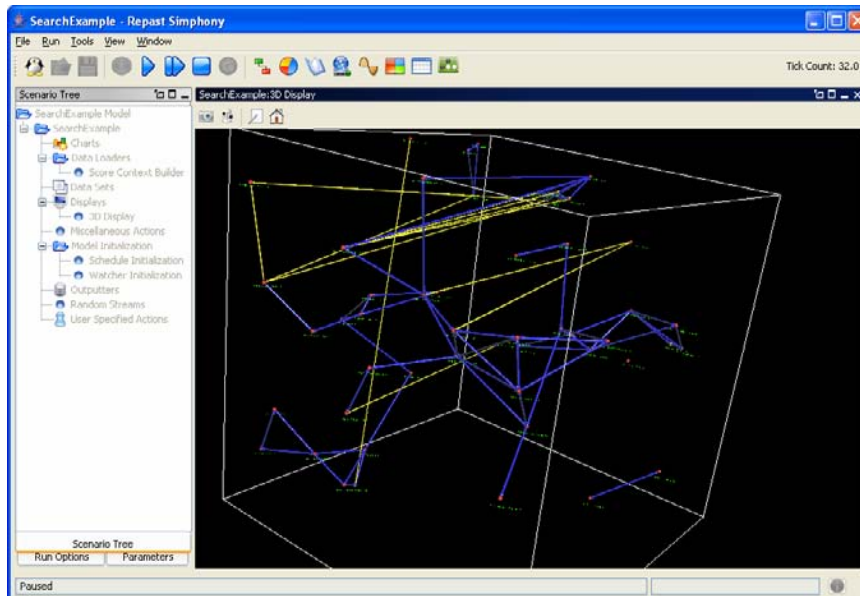 SearchExample - Repast Simphony
File Run Tools View Window
Tick Count: 32.0
Scenario Tree
SearchExample:3D Display
SearchExample Model
SearchExample
Charts
Data Loaders
Score Context Builder
Data Sets
Displays
3D Display
Miscellaneous Actions
Model Initialization
Schedule Initialization
Watcher Initialization
Outputters
Random Streams
User Specified Actions
Scenario Tree
Run Options Parameters
Paused